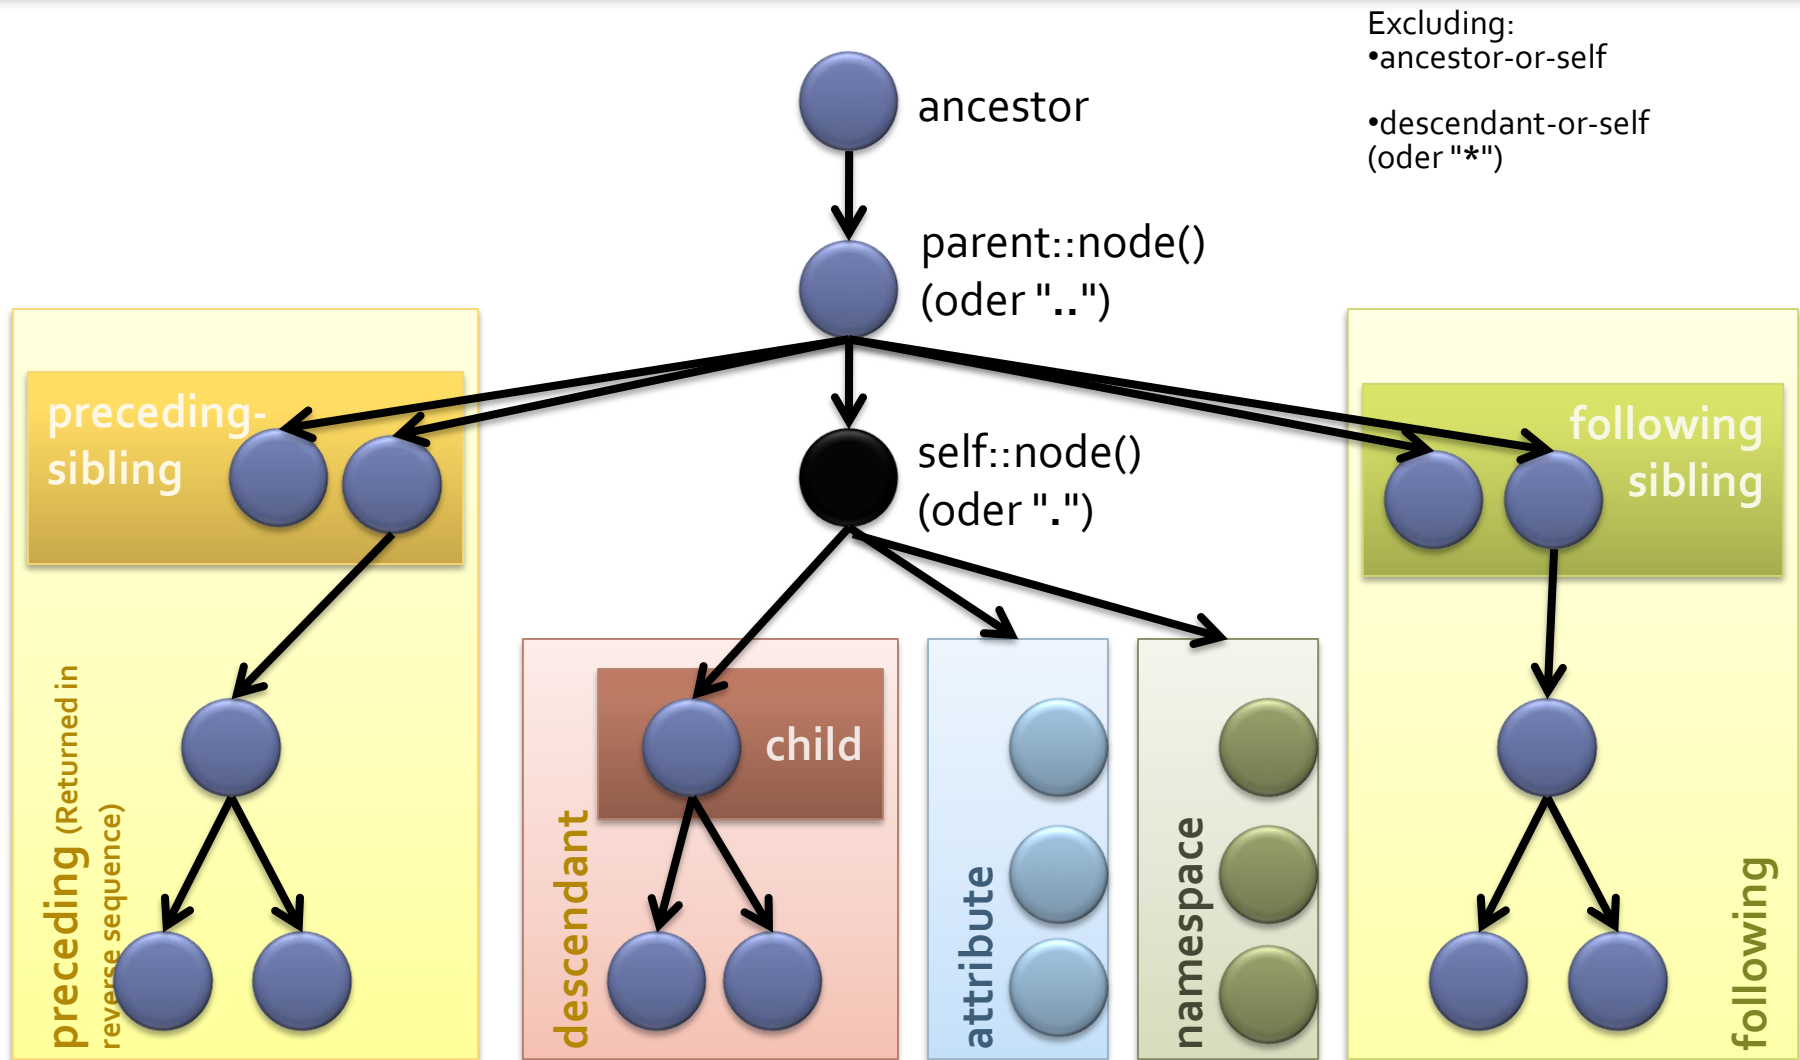 Excluding:
•ancestor-or-self
•descendant-or-self
(oder "*")
ancestor
parent::node()
(oder "..")
preceding-
sibling
self::node()
(oder ".")
following
sibling
preceding (Returned in
reverse sequence)
descendant
child
attribute
namespace
following